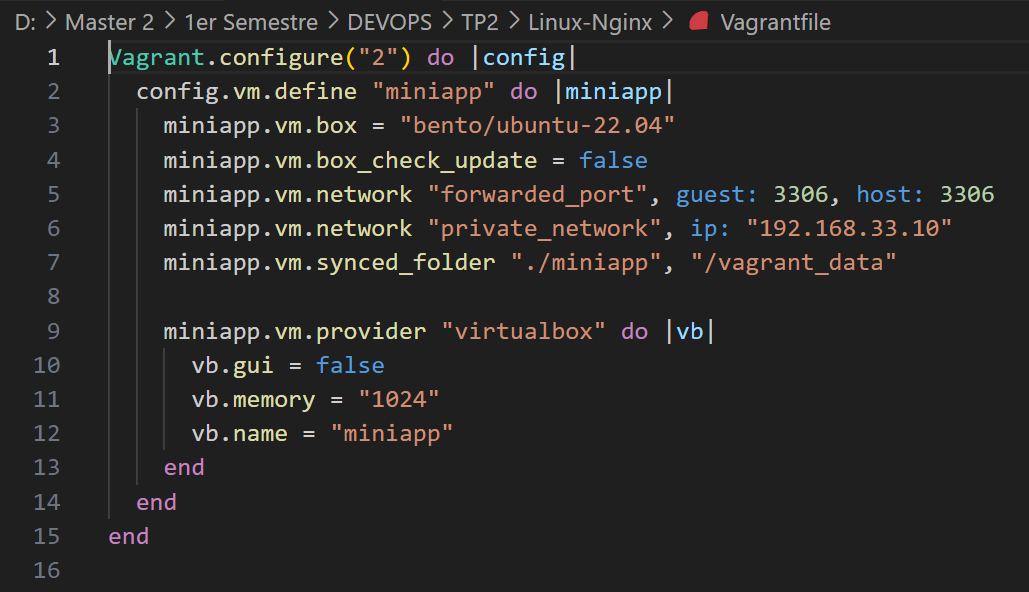 D: > Master 2 > 1er Semestre > DEVOPS > TP2 > Linux-Nginx > Vagrantfile
1 Vagrant.configure("2") do |config|
2   config.vm.define "miniapp" do |miniapp|
3     miniapp.vm.box = "bento/ubuntu-22.04"
4     miniapp.vm.box_check_update = false
5     miniapp.vm.network "forwarded_port", guest: 3306, host: 3306
6     miniapp.vm.network "private_network", ip: "192.168.33.10"
7     miniapp.vm.synced_folder "./miniapp", "/vagrant_data"
8
9     miniapp.vm.provider "virtualbox" do |vb|
10       vb.gui = false
11       vb.memory = "1024"
12       vb.name = "miniapp"
13     end
14   end
15 end
16